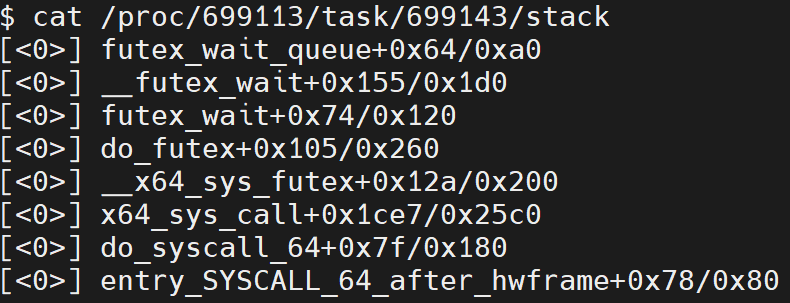 $ cat /proc/699113/task/699143/stack
[<0>] futex_wait_queue+0x64/0xa0
[<0>] __futex_wait+0x155/0x1d0
[<0>] futex_wait+0x74/0x120
[<0>] do_futex+0x105/0x260
[<0>] __x64_sys_futex+0x12a/0x200
[<0>] x64_sys_call+0x1ce7/0x25c0
[<0>] do_syscall_64+0x7f/0x180
[<0>] entry_SYSCALL_64_after_hwframe+0x78/0x80